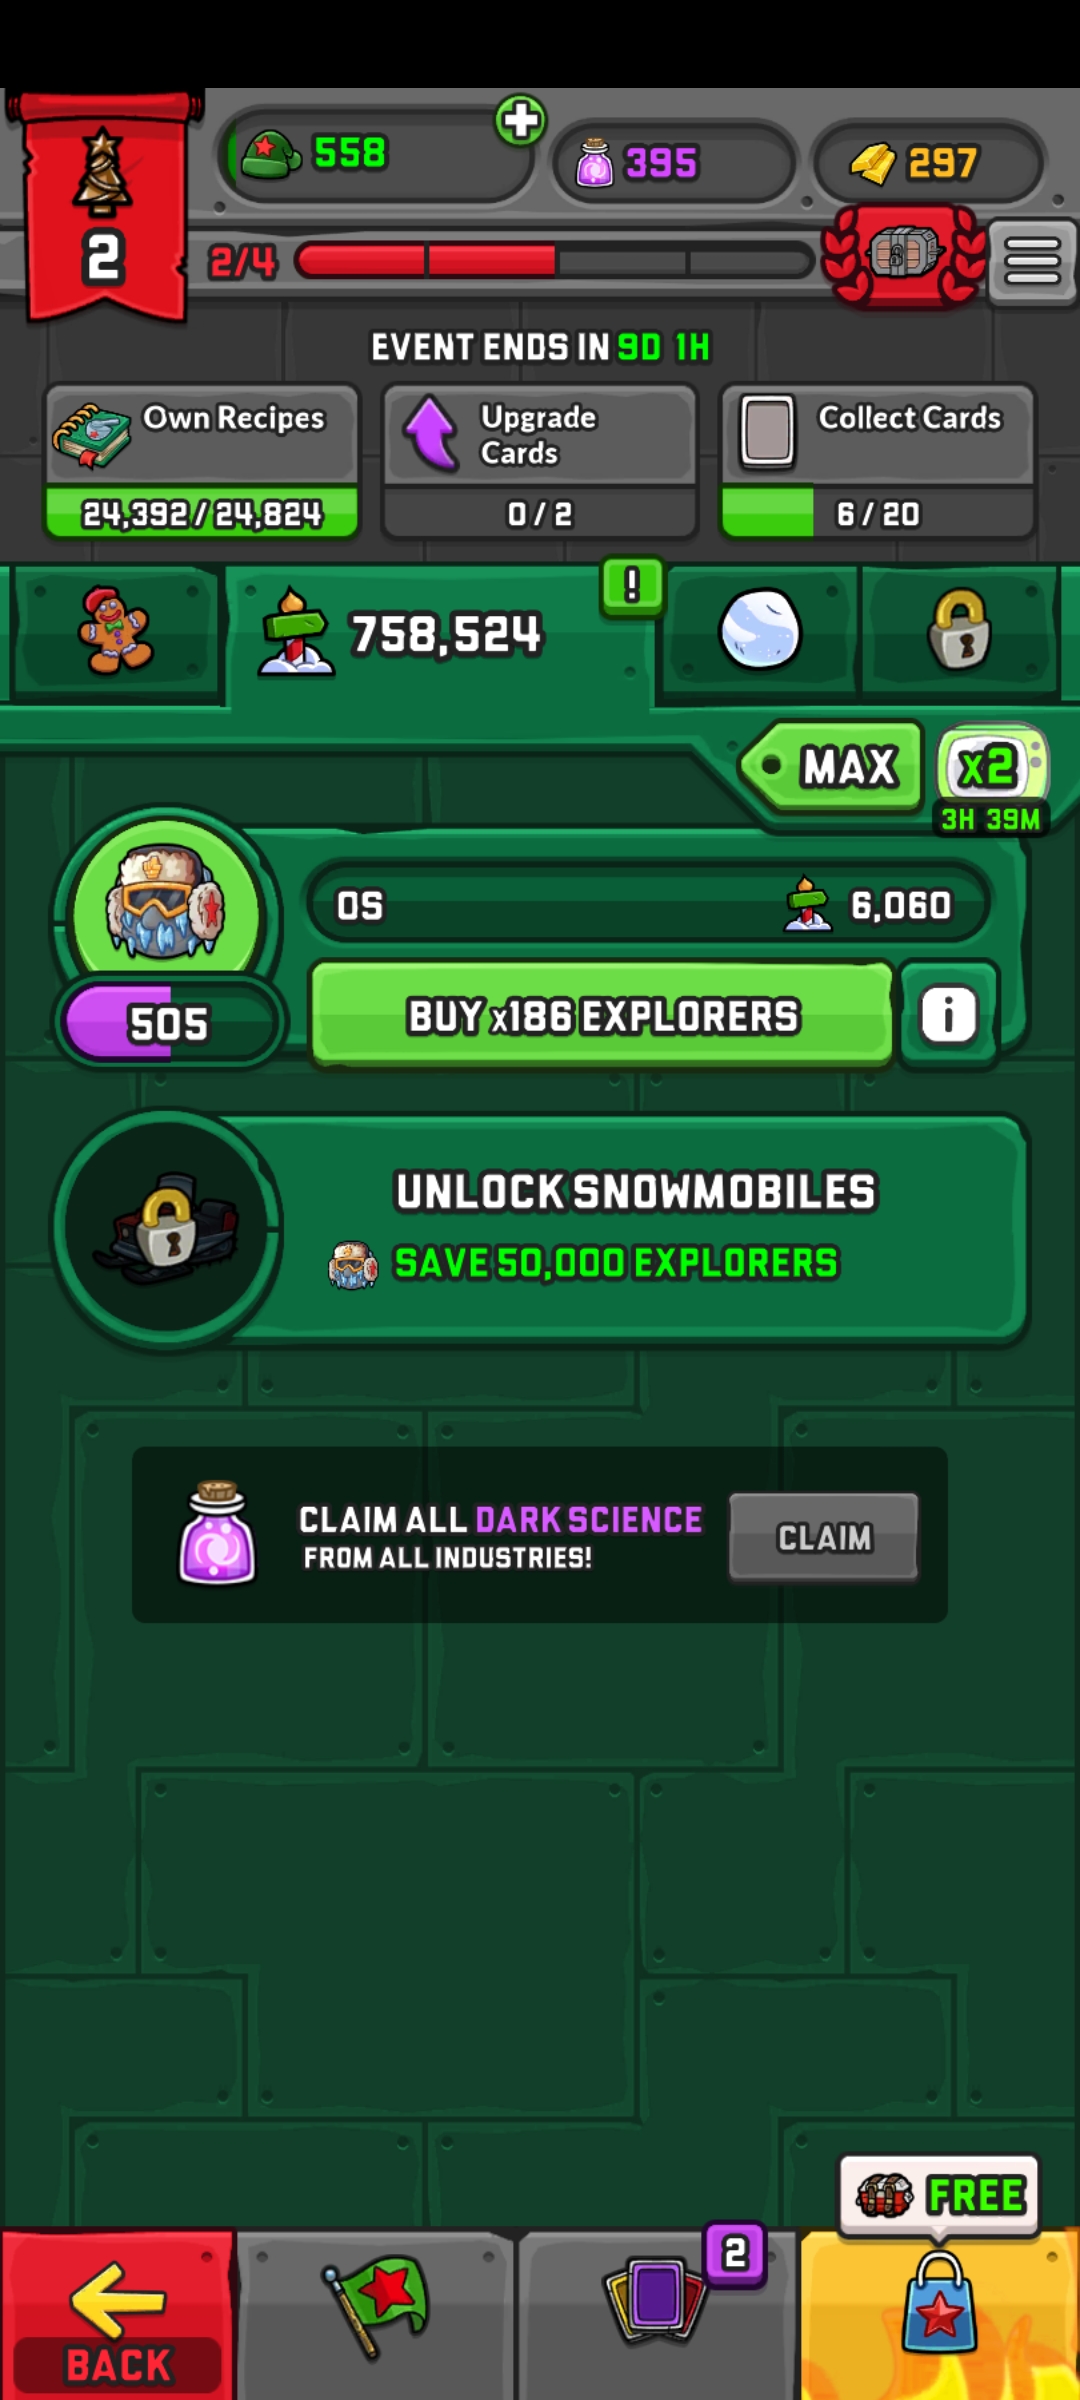 558
395
297
2
2/4
EVENT ENDS IN 9D 1H
Own Recipes
24,392/24,824
Upgrade
Cards
0/2
Collect Cards
6/20
758,524
!
MAX
x2
3H 39M
0S
6,060
505
BUY x186 EXPLORERS
i
UNLOCK SNOWMOBILES
SAVE 50,000 EXPLORERS
CLAIM ALL DARK SCIENCE
FROM ALL INDUSTRIES!
CLAIM
FREE
2
BACK